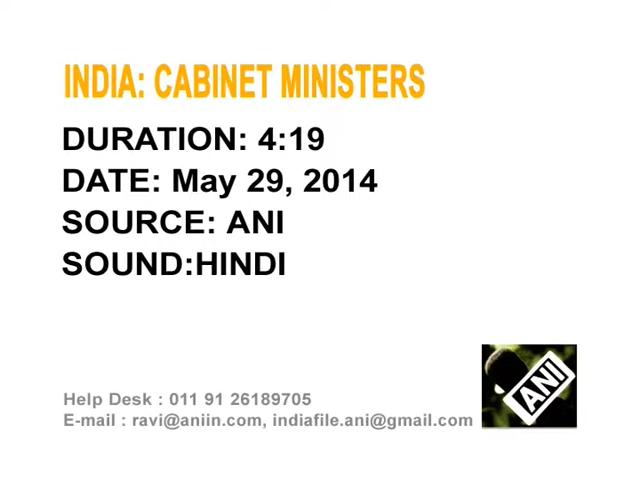 INDIA: CABINET MINISTERS
DURATION: 4:19
DATE: May 29, 2014
SOURCE: ANI
SOUND:HINDI
ANI
Help Desk : 011 91 26189705
E-mail : ravi@aniin.com, indiafile.ani@gmail.com